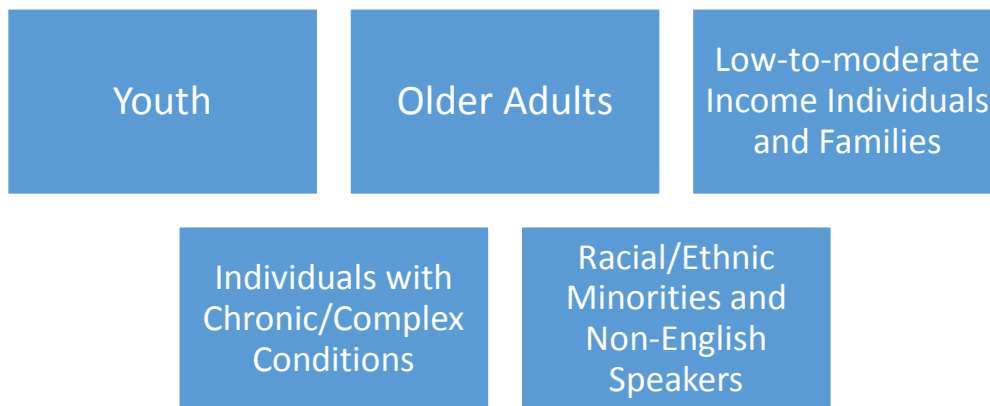 Youth
Older Adults
Low-to-moderate
Income Individuals
and Families
Individuals with
Chronic/Complex
Conditions
Racial/Ethnic
Minorities and
Non-English
Speakers